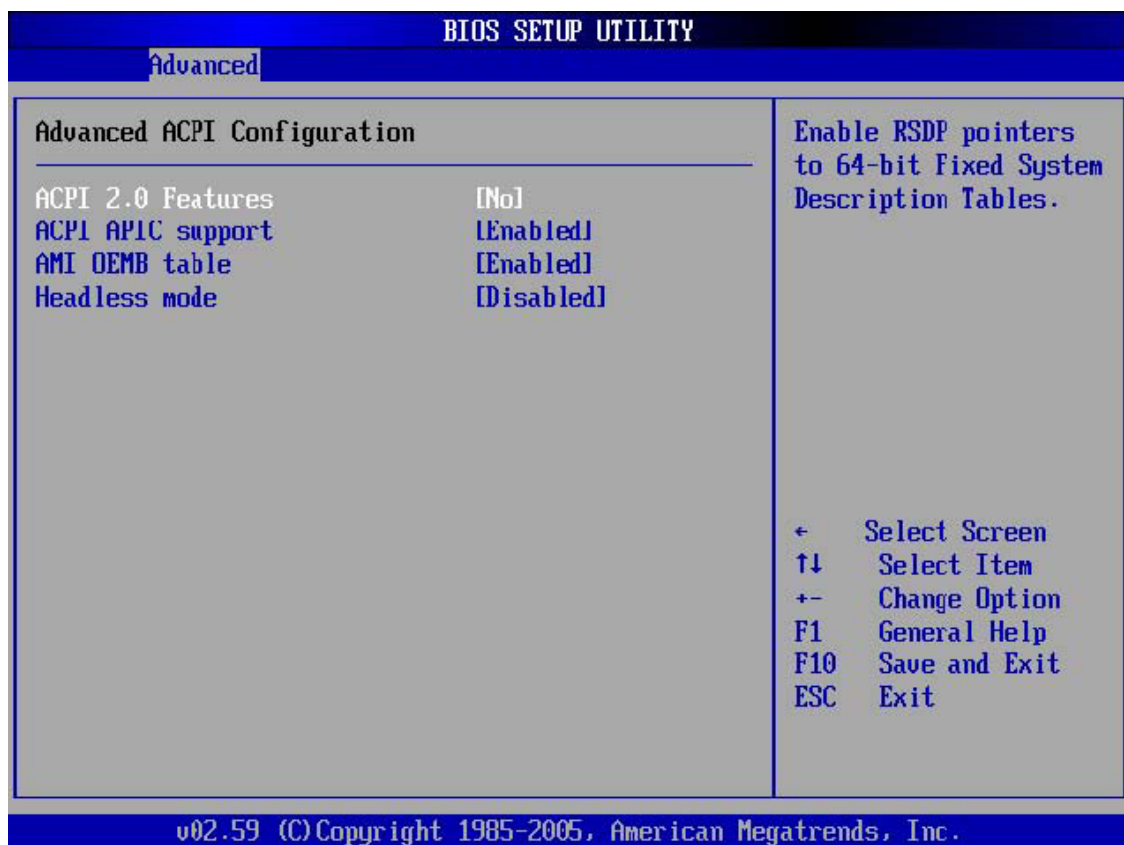 BIOS SETUP UTILITY
Advanced
Advanced ACPI Configuration
ACPI 2.0 Features [No]
ACPI APIC support [Enabled]
AMI OEMB table [Enabled]
Headless mode [Disabled]
Enable RSDP pointers
to 64-bit Fixed System
Description Tables.
← Select Screen
↑↓ Select Item
+- Change Option
F1 General Help
F10 Save and Exit
ESC Exit
v02.59 (C)Copyright 1985-2005, American Megatrends, Inc.